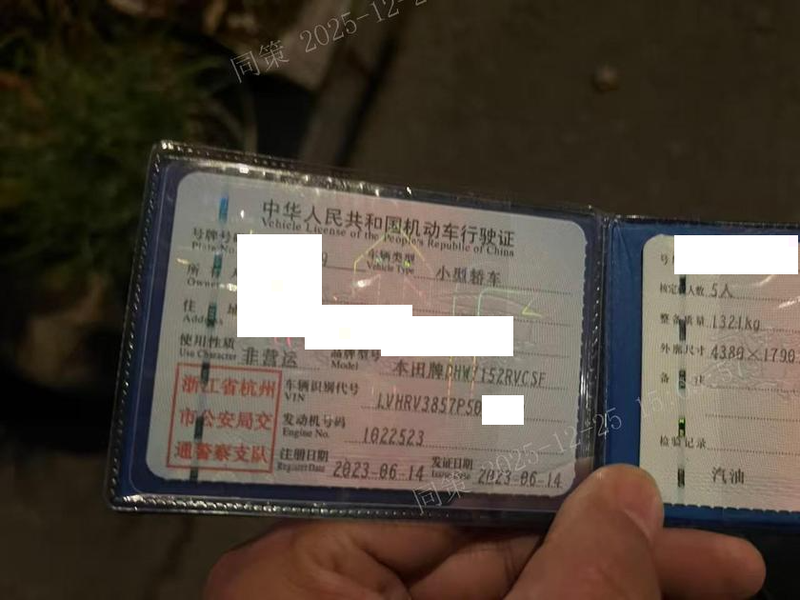 同策 2025-12-2
中华人民共和国机动车行驶证
Vehicle License of the People's Republic of China
号牌号
Plate No.
车辆类型
Vehicle Type
小型轿车
所有人
Owner
住 址
Address
使用性质
Use Character
非营运
品牌型号
Model
本田牌DHW7152RVCSF
浙江省杭州
市公安局交
通警察支队
车辆识别代号
VIN
LVHRV3857P50
发动机号码
Engine No.
1022523
注册日期
Register Date
2023-06-14
发证日期
Issue Date
2023-06-14
同策 2025-12-25 15:
号
核定载人数 5人
整备质量 1321kg
外廓尺寸 4380×1790
备 注
检验记录
汽油